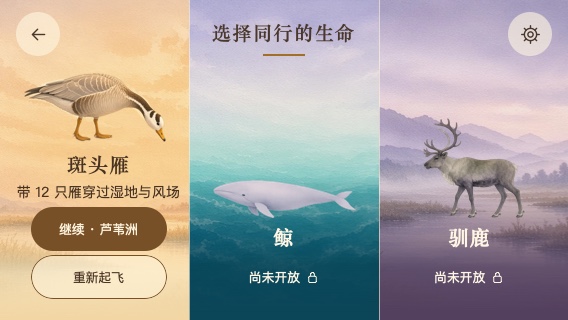 选择同行的生命
斑头雁
带 12 只雁穿过湿地与风场
继续 · 芦苇洲
重新起飞
鲸
尚未开放
驯鹿
尚未开放